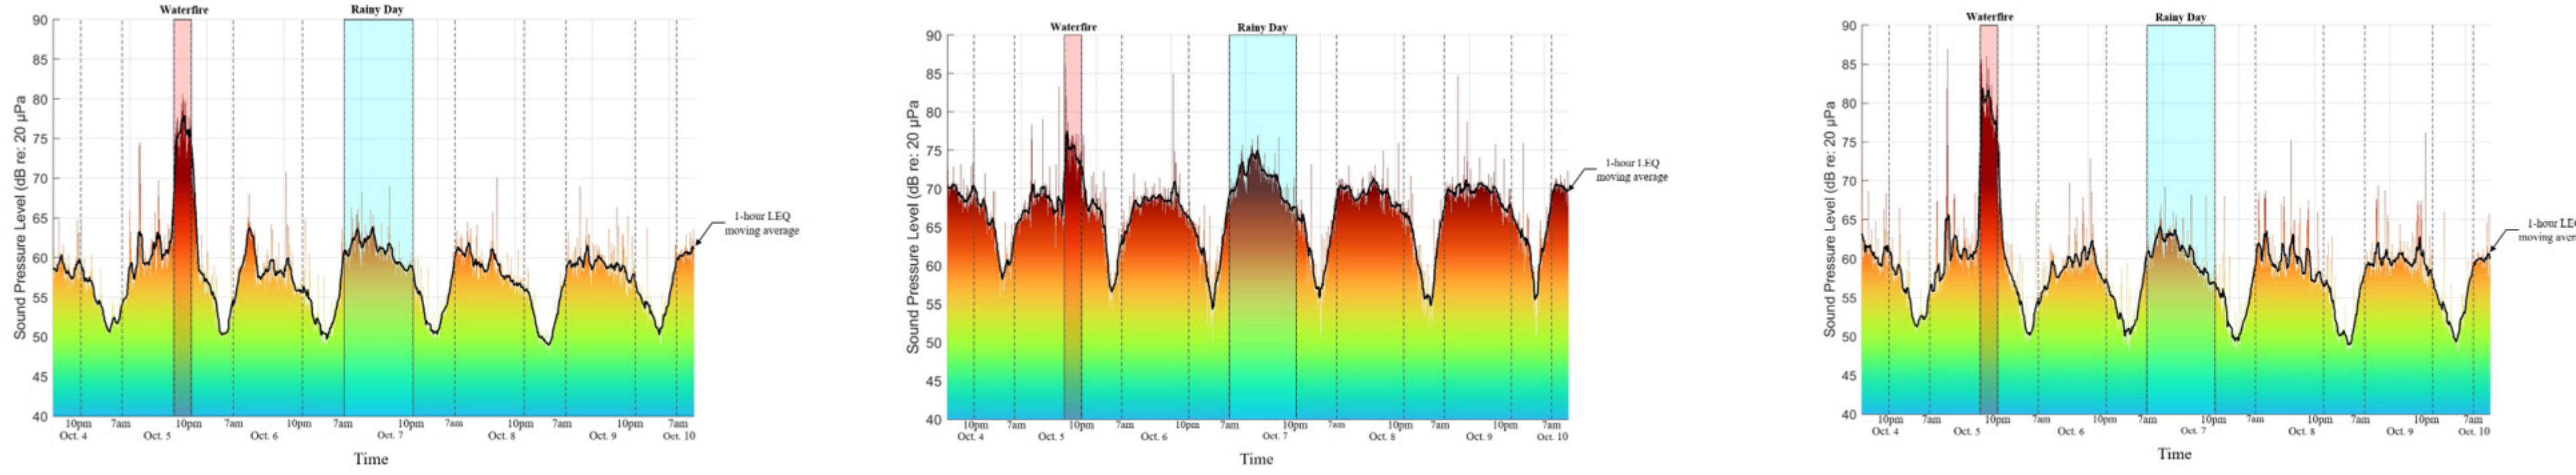 Waterfire Rainy Day
90
85
80
75
70
65
60
55
50
45
40
Sound Pressure Level (dB re: 20 µPa
1-hour LEQ
moving average
10pm 7am 10pm 7am 10pm 7am 10pm 7am 10pm 7am 10pm 7am
Oct. 4 Oct. 5 Oct. 6 Oct. 7 Oct. 8 Oct. 9 Oct. 10
Time
Waterfire Rainy Day
90
85
80
75
70
65
60
55
50
45
40
Sound Pressure Level (dB re: 20 µPa
1-hour LEQ
moving average
10pm 7am 10pm 7am 10pm 7am 10pm 7am 10pm 7am 10pm 7am
Oct. 4 Oct. 5 Oct. 6 Oct. 7 Oct. 8 Oct. 9 Oct. 10
Time
Waterfire Rainy Day
90
85
80
75
70
65
60
55
50
45
40
Sound Pressure Level (dB re: 20 µPa
1-hour LEQ
moving aver
10pm 7am 10pm 7am 10pm 7am 10pm 7am 10pm 7am 10pm 7am
Oct. 4 Oct. 5 Oct. 6 Oct. 7 Oct. 8 Oct. 9 Oct. 10
Time